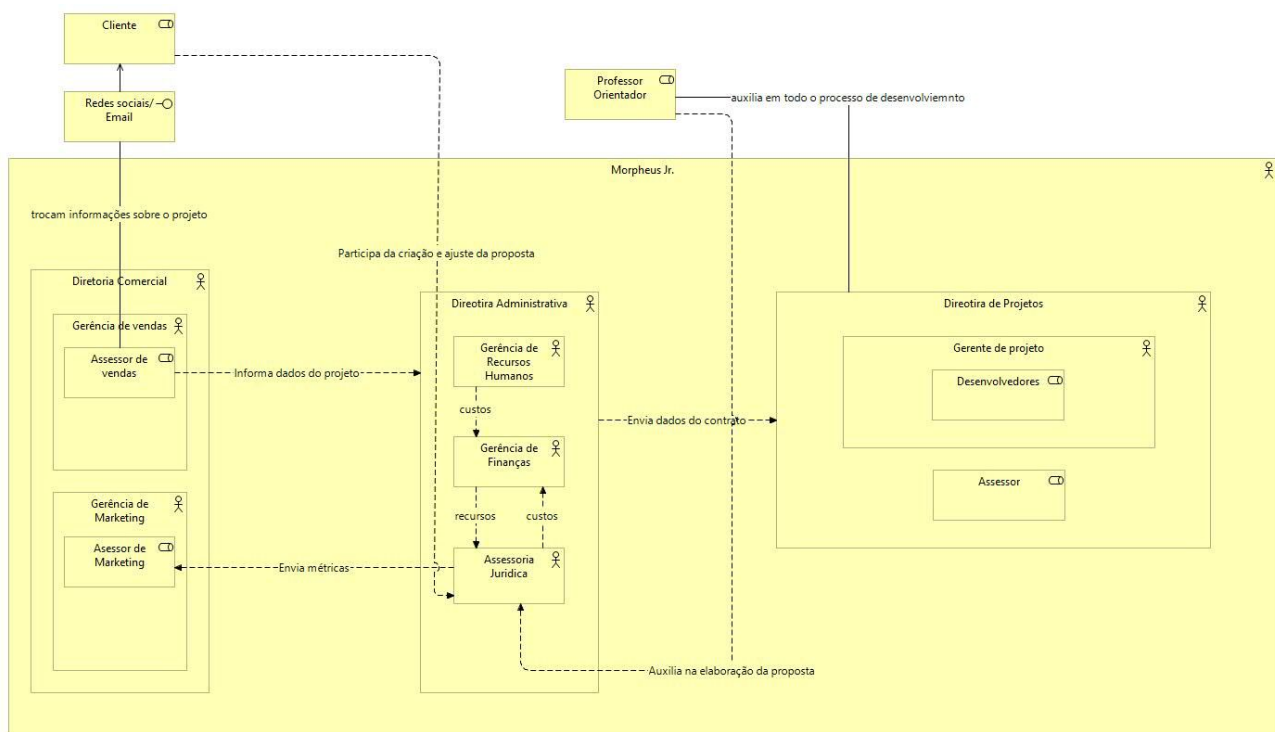 Cliente
Redes sociais/
Email
Professor
Orientador
auxilia em todo o processo de desenvolviemnto
Morpheus Jr.
trocam informações sobre o projeto
Participa da criação e ajuste da proposta
Diretoria Comercial
Gerência de vendas
Assessor de
vendas
Informa dados do projeto
Gerência de
Marketing
Asessor de
Marketing
Envia métricas
Direotira Administrativa
Gerência de
Recursos
Humanos
custos
Gerência de
Finanças
recursos
custos
Assessoria
Juridica
Envia dados do contrato
Auxilia na elaboração da proposta
Direotira de Projetos
Gerente de projeto
Desenvolvedores
Assessor